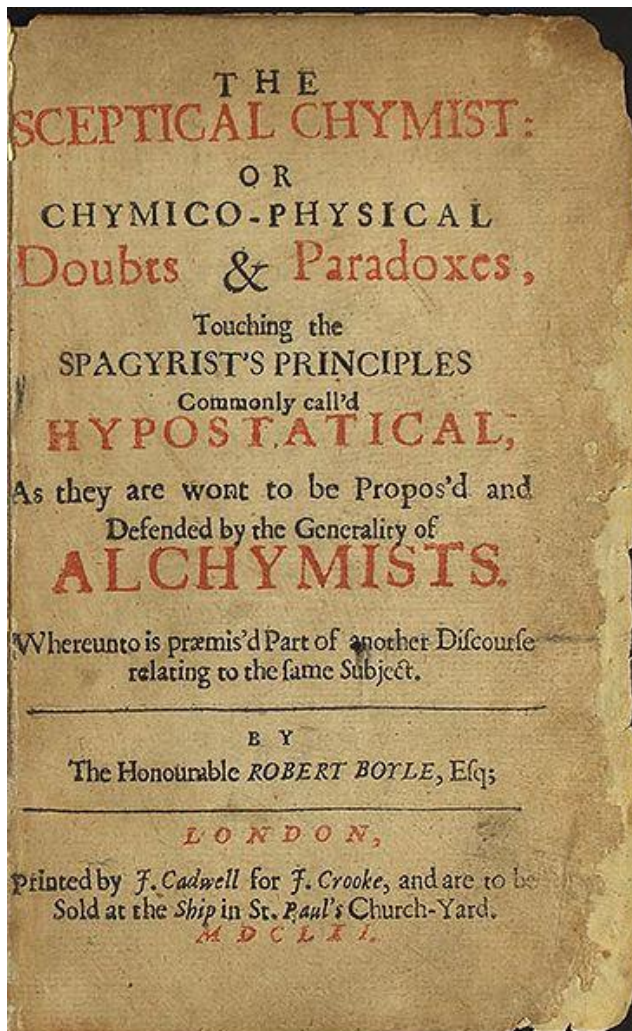 THE
SCEPTICAL CHYMIST:
OR
CHYMICO-PHYSICAL
Doubts & Paradoxes,
Touching the
SPAGYRIST'S PRINCIPLES
Commonly call'd
HYPOSTATICAL,
As they are wont to be Propos'd and
Defended by the Generality of
ALCHYMISTS.
Whereunto is præmis'd Part of another Diſcourſe
relating to the ſame Subject.
BY
The Honourable ROBERT BOYLE, Eſq;
LONDON,
Printed by J. Cadwell for J. Crooke, and are to be
Sold at the Ship in St. Paul's Church-Yard.
MDCLXI.